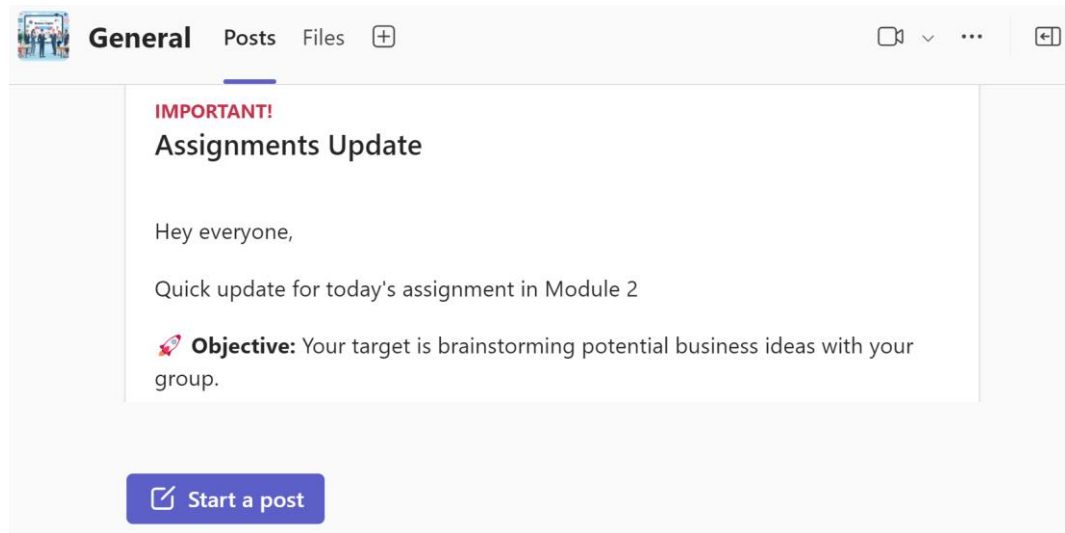 General Posts Files
IMPORTANT!
Assignments Update
Hey everyone,
Quick update for today's assignment in Module 2
🚀 Objective: Your target is brainstorming potential business ideas with your
group.
Start a post